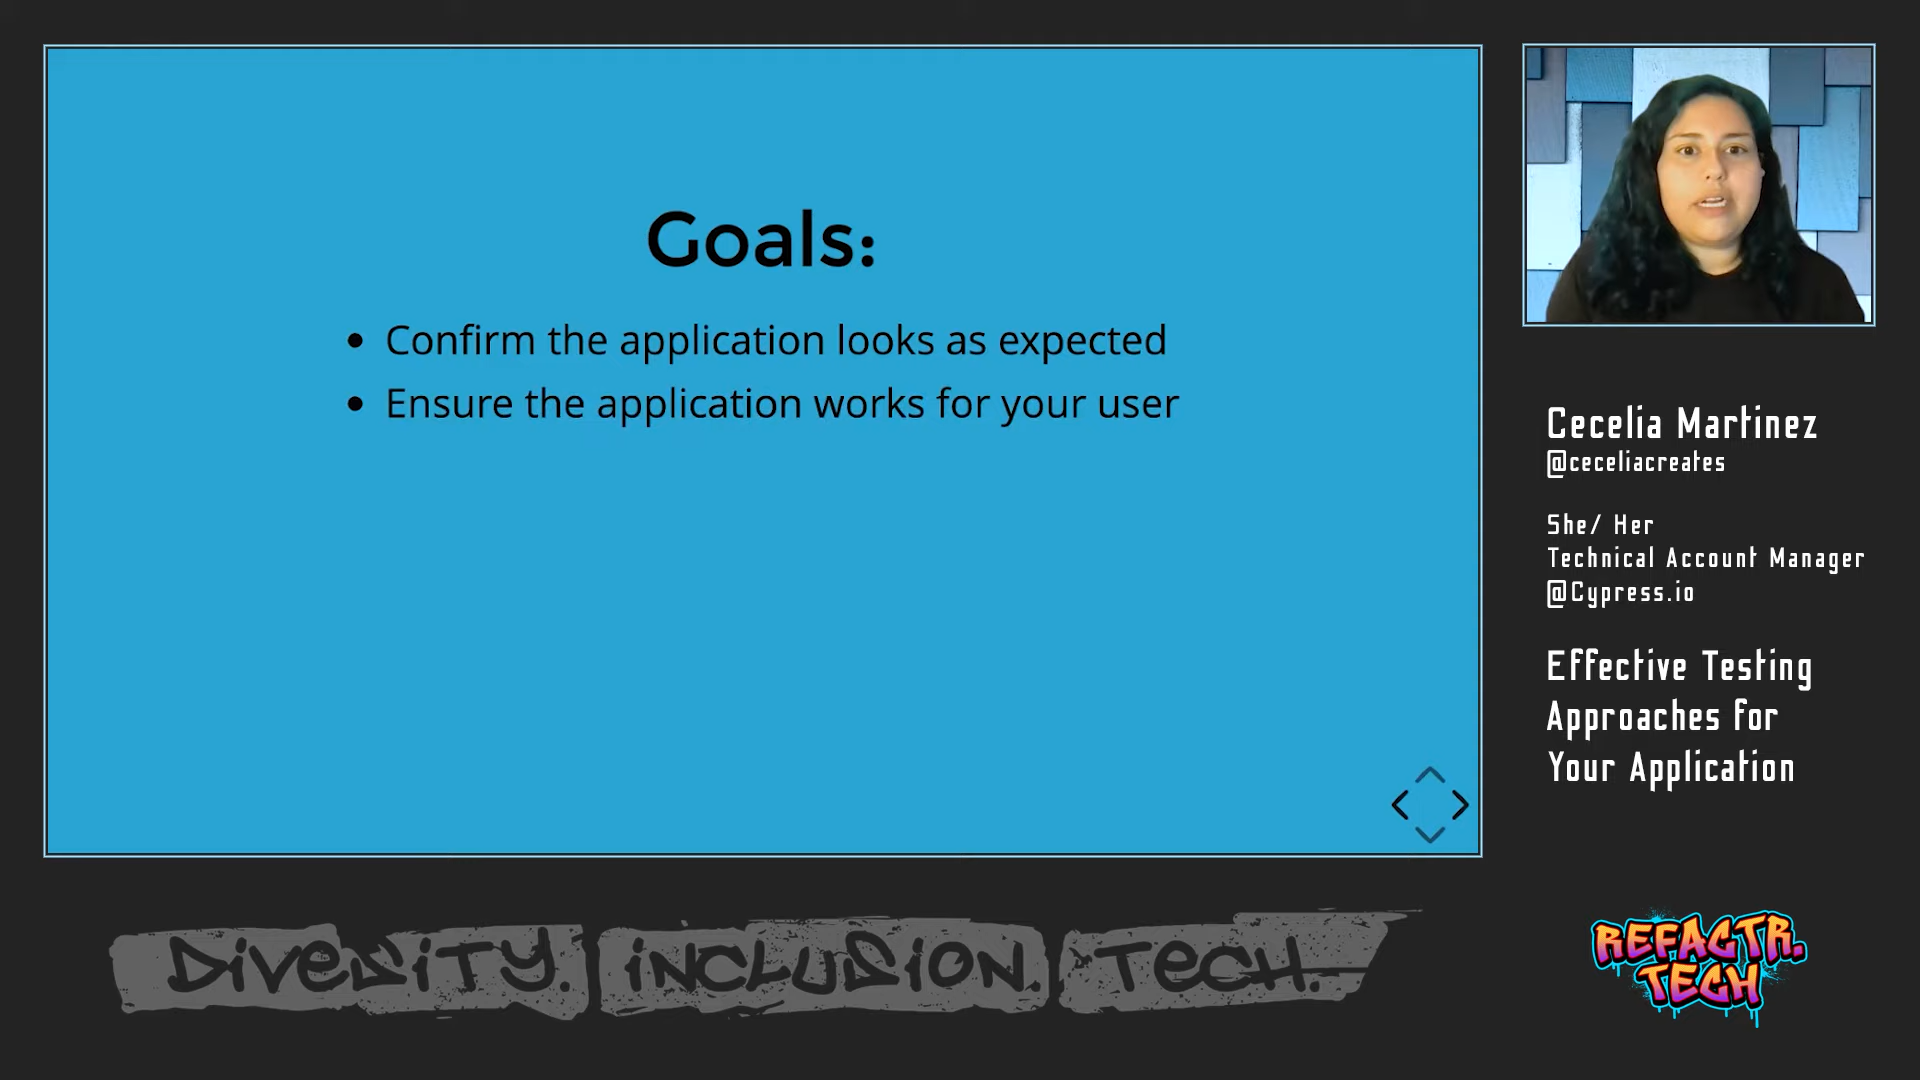 Goals:
• Confirm the application looks as expected
• Ensure the application works for your user
Cecelia Martinez
@ceceliacreates
She/ Her
Technical Account Manager
@Cypress.io
Effective Testing
Approaches for
Your Application
DiVeRSiTY. iNCLUSiON. TeCH.
REFACTR.
TECH